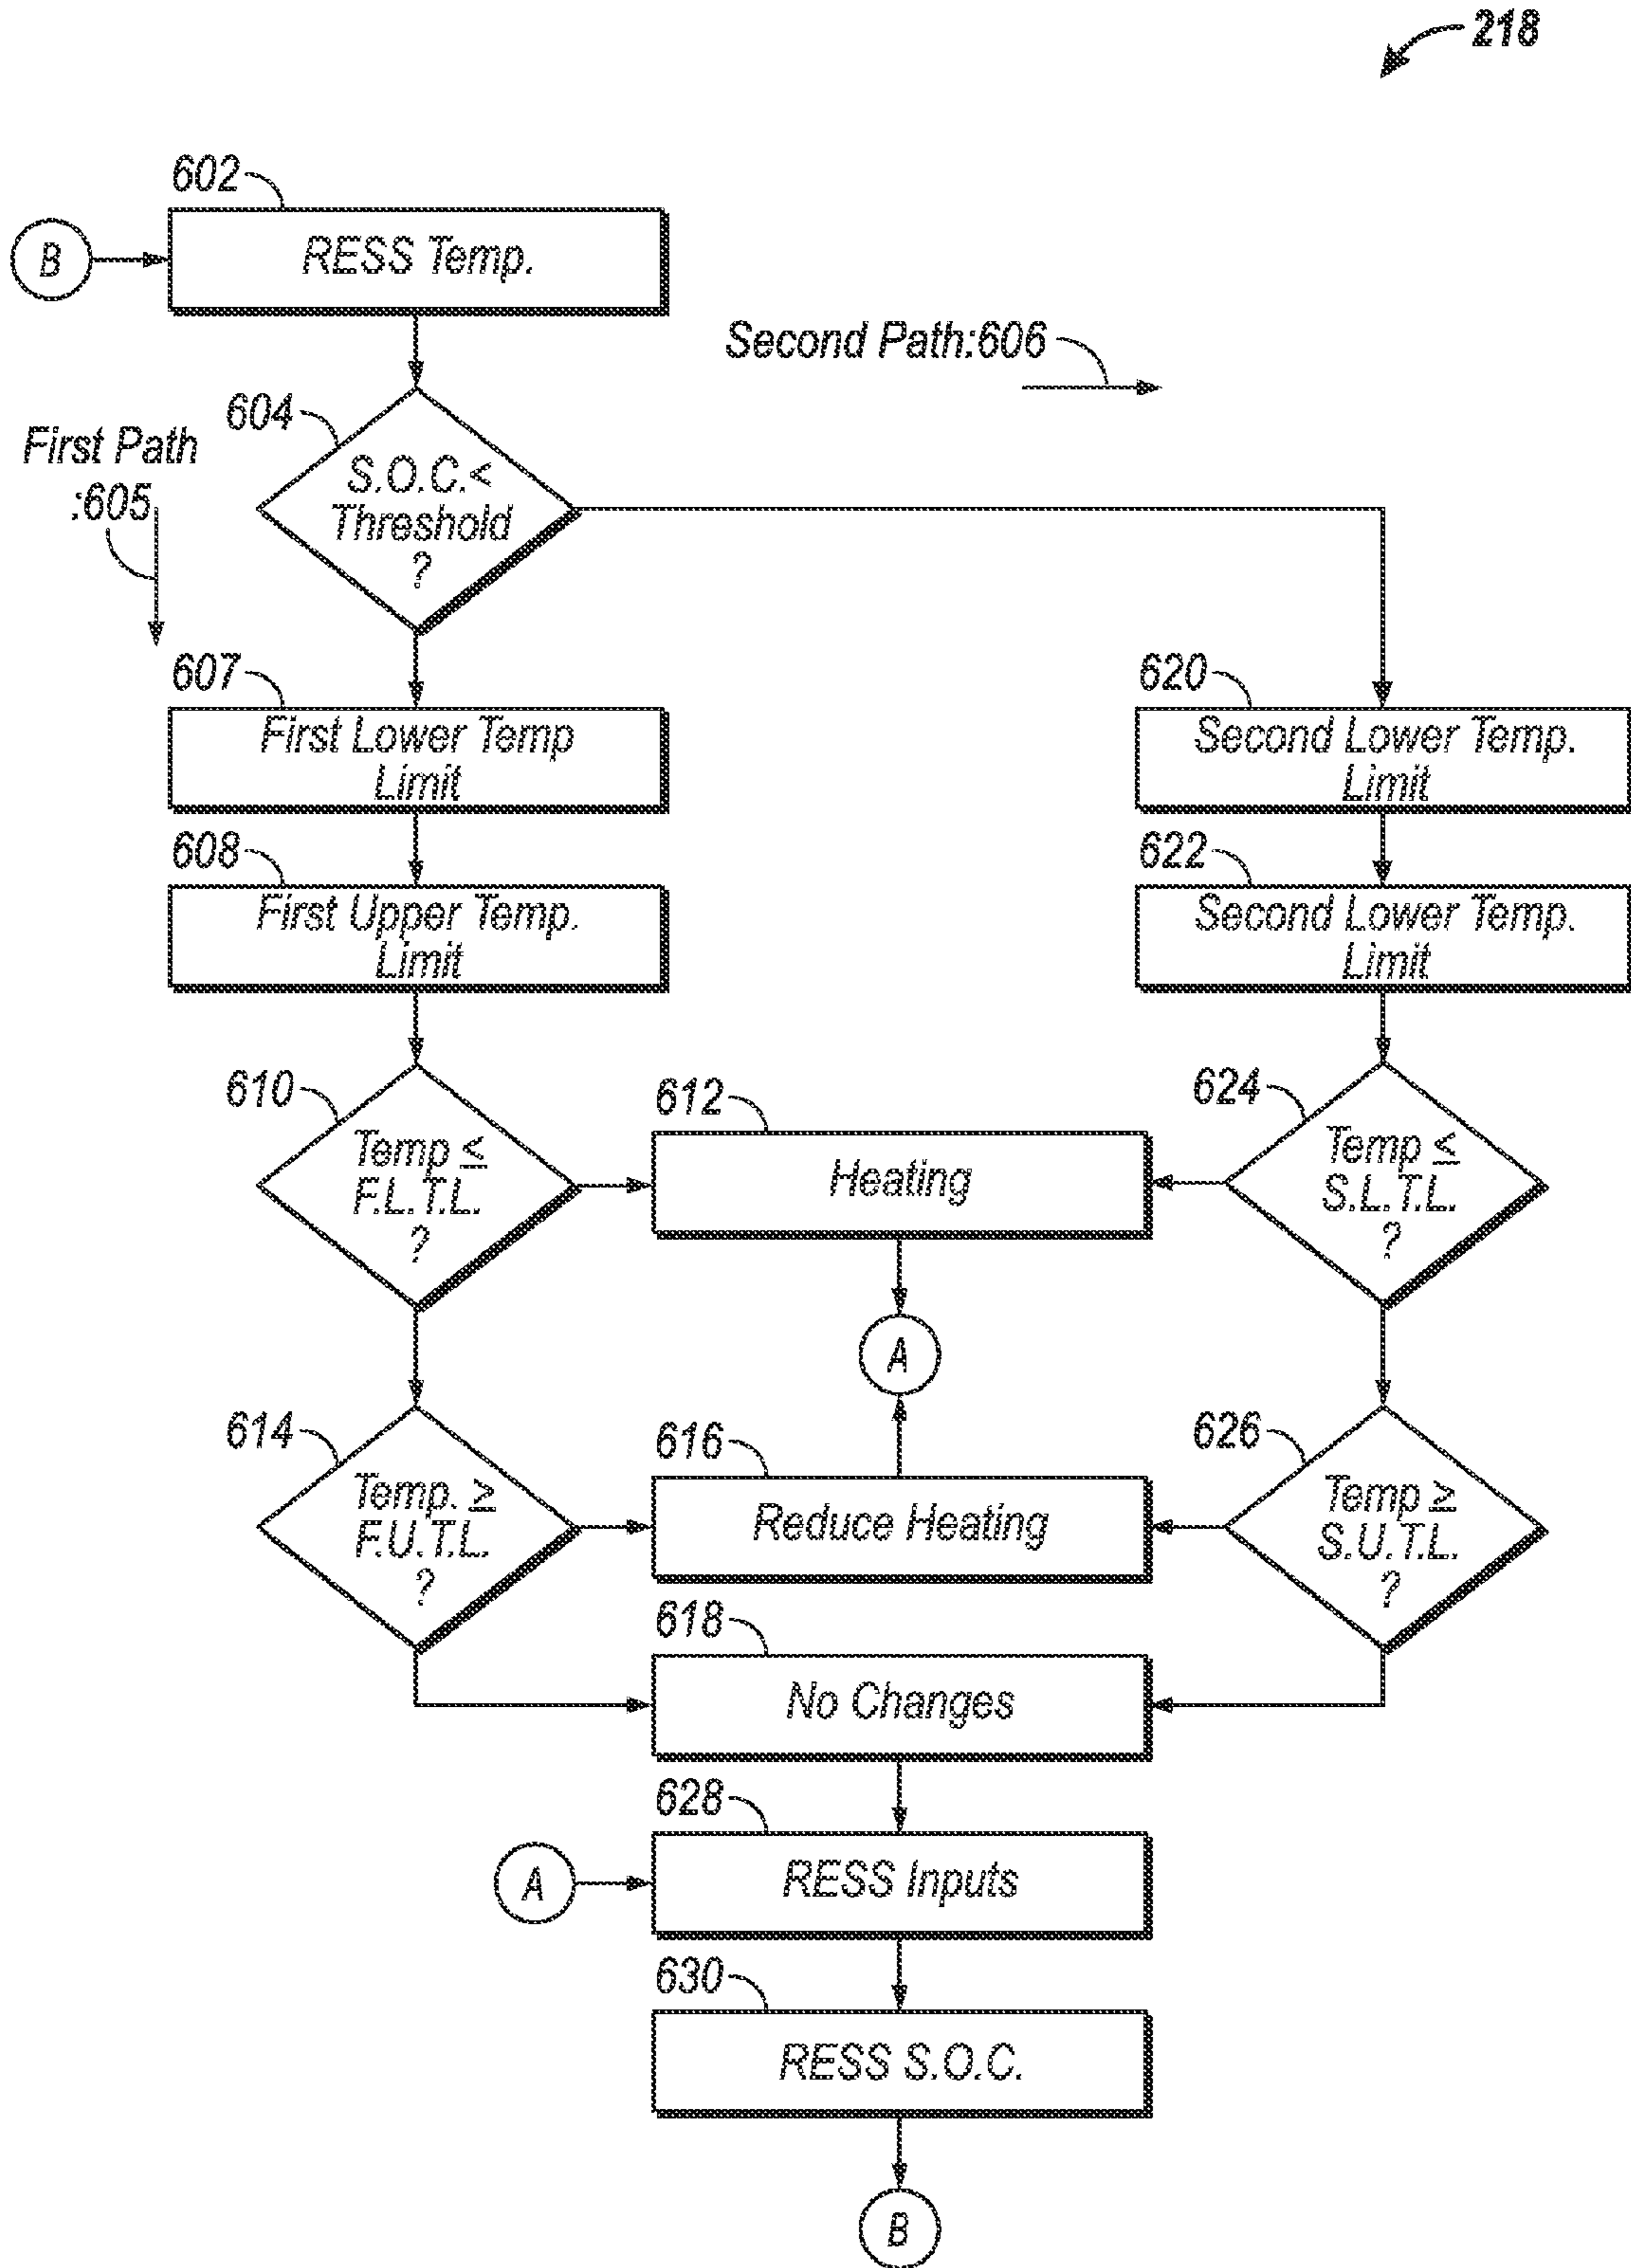 218
602
B
RESS Temp.
Second Path:606
604
First Path
:605
S.O.C.<
Threshold
?
607
First Lower Temp
Limit
620
Second Lower Temp.
Limit
608
First Upper Temp.
Limit
622
Second Lower Temp.
Limit
610
Temp ≤
F.L.T.L.
?
612
Heating
624
Temp ≤
S.L.T.L.
?
A
614
Temp. ≥
F.U.T.L.
?
616
Reduce Heating
626
Temp ≥
S.U.T.L.
?
618
No Changes
628
A
RESS Inputs
630
RESS S.O.C.
B